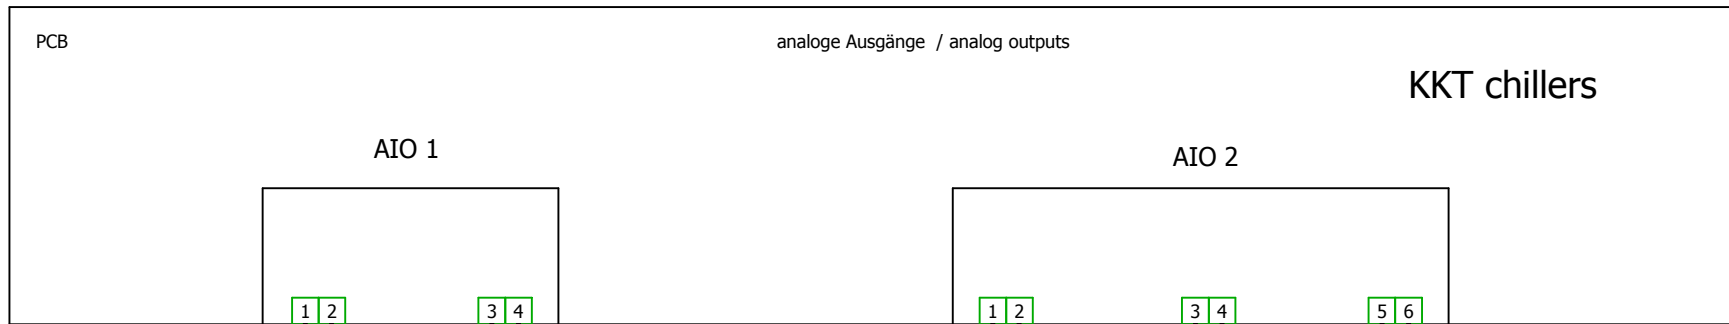 PCB
analoge Ausgänge / analog outputs
KKT chillers
AIO 1
AIO 2
1 2 3 4 1 2 3 4 5 6